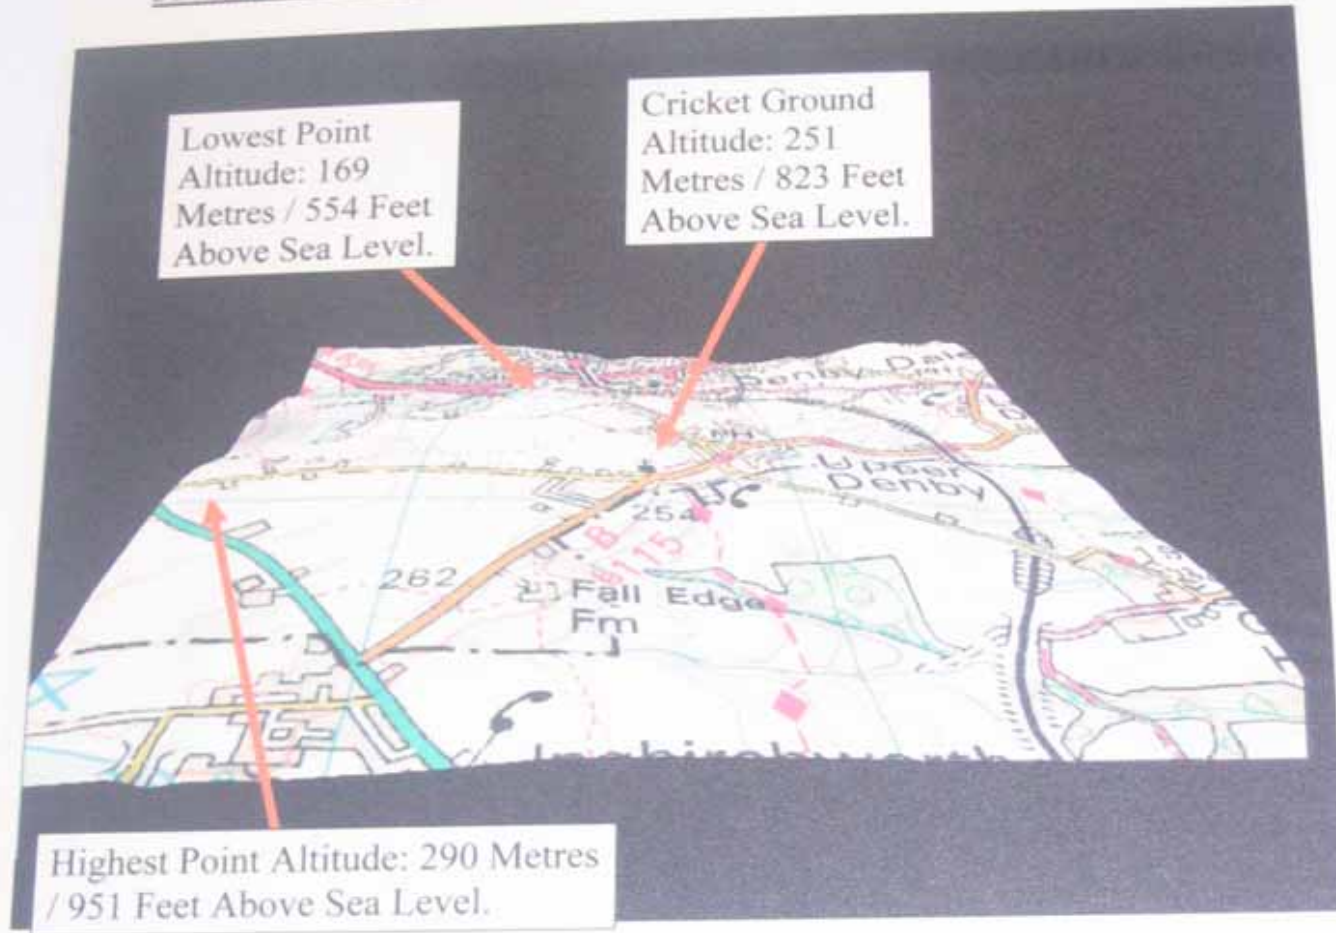 Lowest Point
Altitude: 169
Metres / 554 Feet
Above Sea Level.
Cricket Ground
Altitude: 251
Metres / 823 Feet
Above Sea Level.
Denby Dale
PH
Upper
Denby
254
B
6115
262
Fall Edge
Fm
Ingbirchworth
Highest Point Altitude: 290 Metres
/ 951 Feet Above Sea Level.